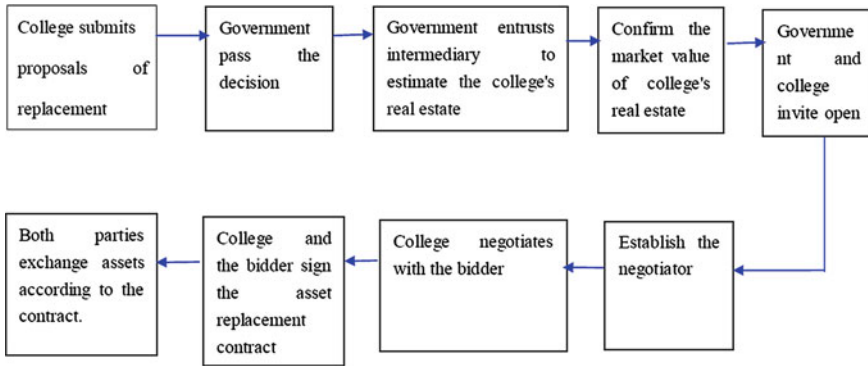 College submits
proposals of
replacement
Government
pass the
decision
Government entrusts
intermediary to
estimate the college's
real estate
Confirm the
market value
of college's
real estate
Governme
nt and
college
invite open
Establish the
negotiator
College negotiates
with the bidder
College and
the bidder sign
the asset
replacement
contract
Both parties
exchange assets
according to the
contract.